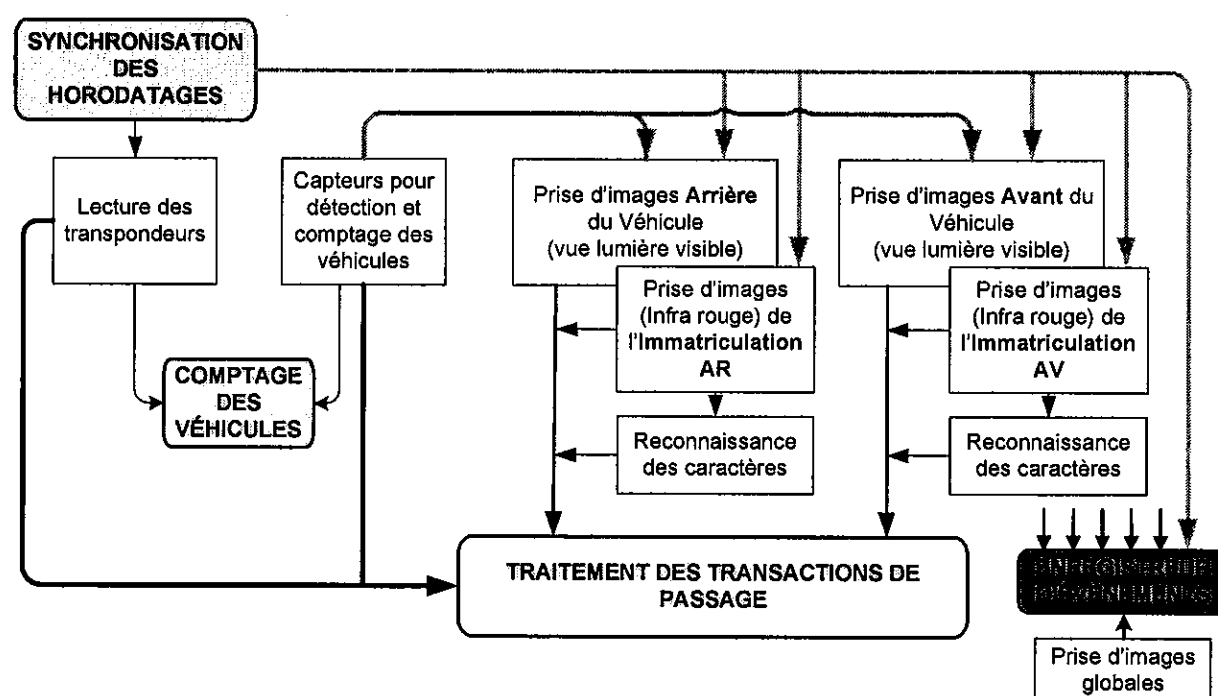 SYNCHRONISATION
DES
HORODATAGES
Lecture des
transpondeurs
Capteurs pour
détection et
comptage des
véhicules
Prise d'images Arrière
du Véhicule
(vue lumière visible)
Prise d'images Avant du
Véhicule
(vue lumière visible)
Prise d'images
(Infra rouge) de
l'Immatriculation
AR
Prise d'images
(Infra rouge) de
l'Immatriculation
AV
COMPTAGE
DES
VÉHICULES
Reconnaissance
des caractères
Reconnaissance
des caractères
TRAITEMENT DES TRANSACTIONS DE
PASSAGE
Prise d'images
globales